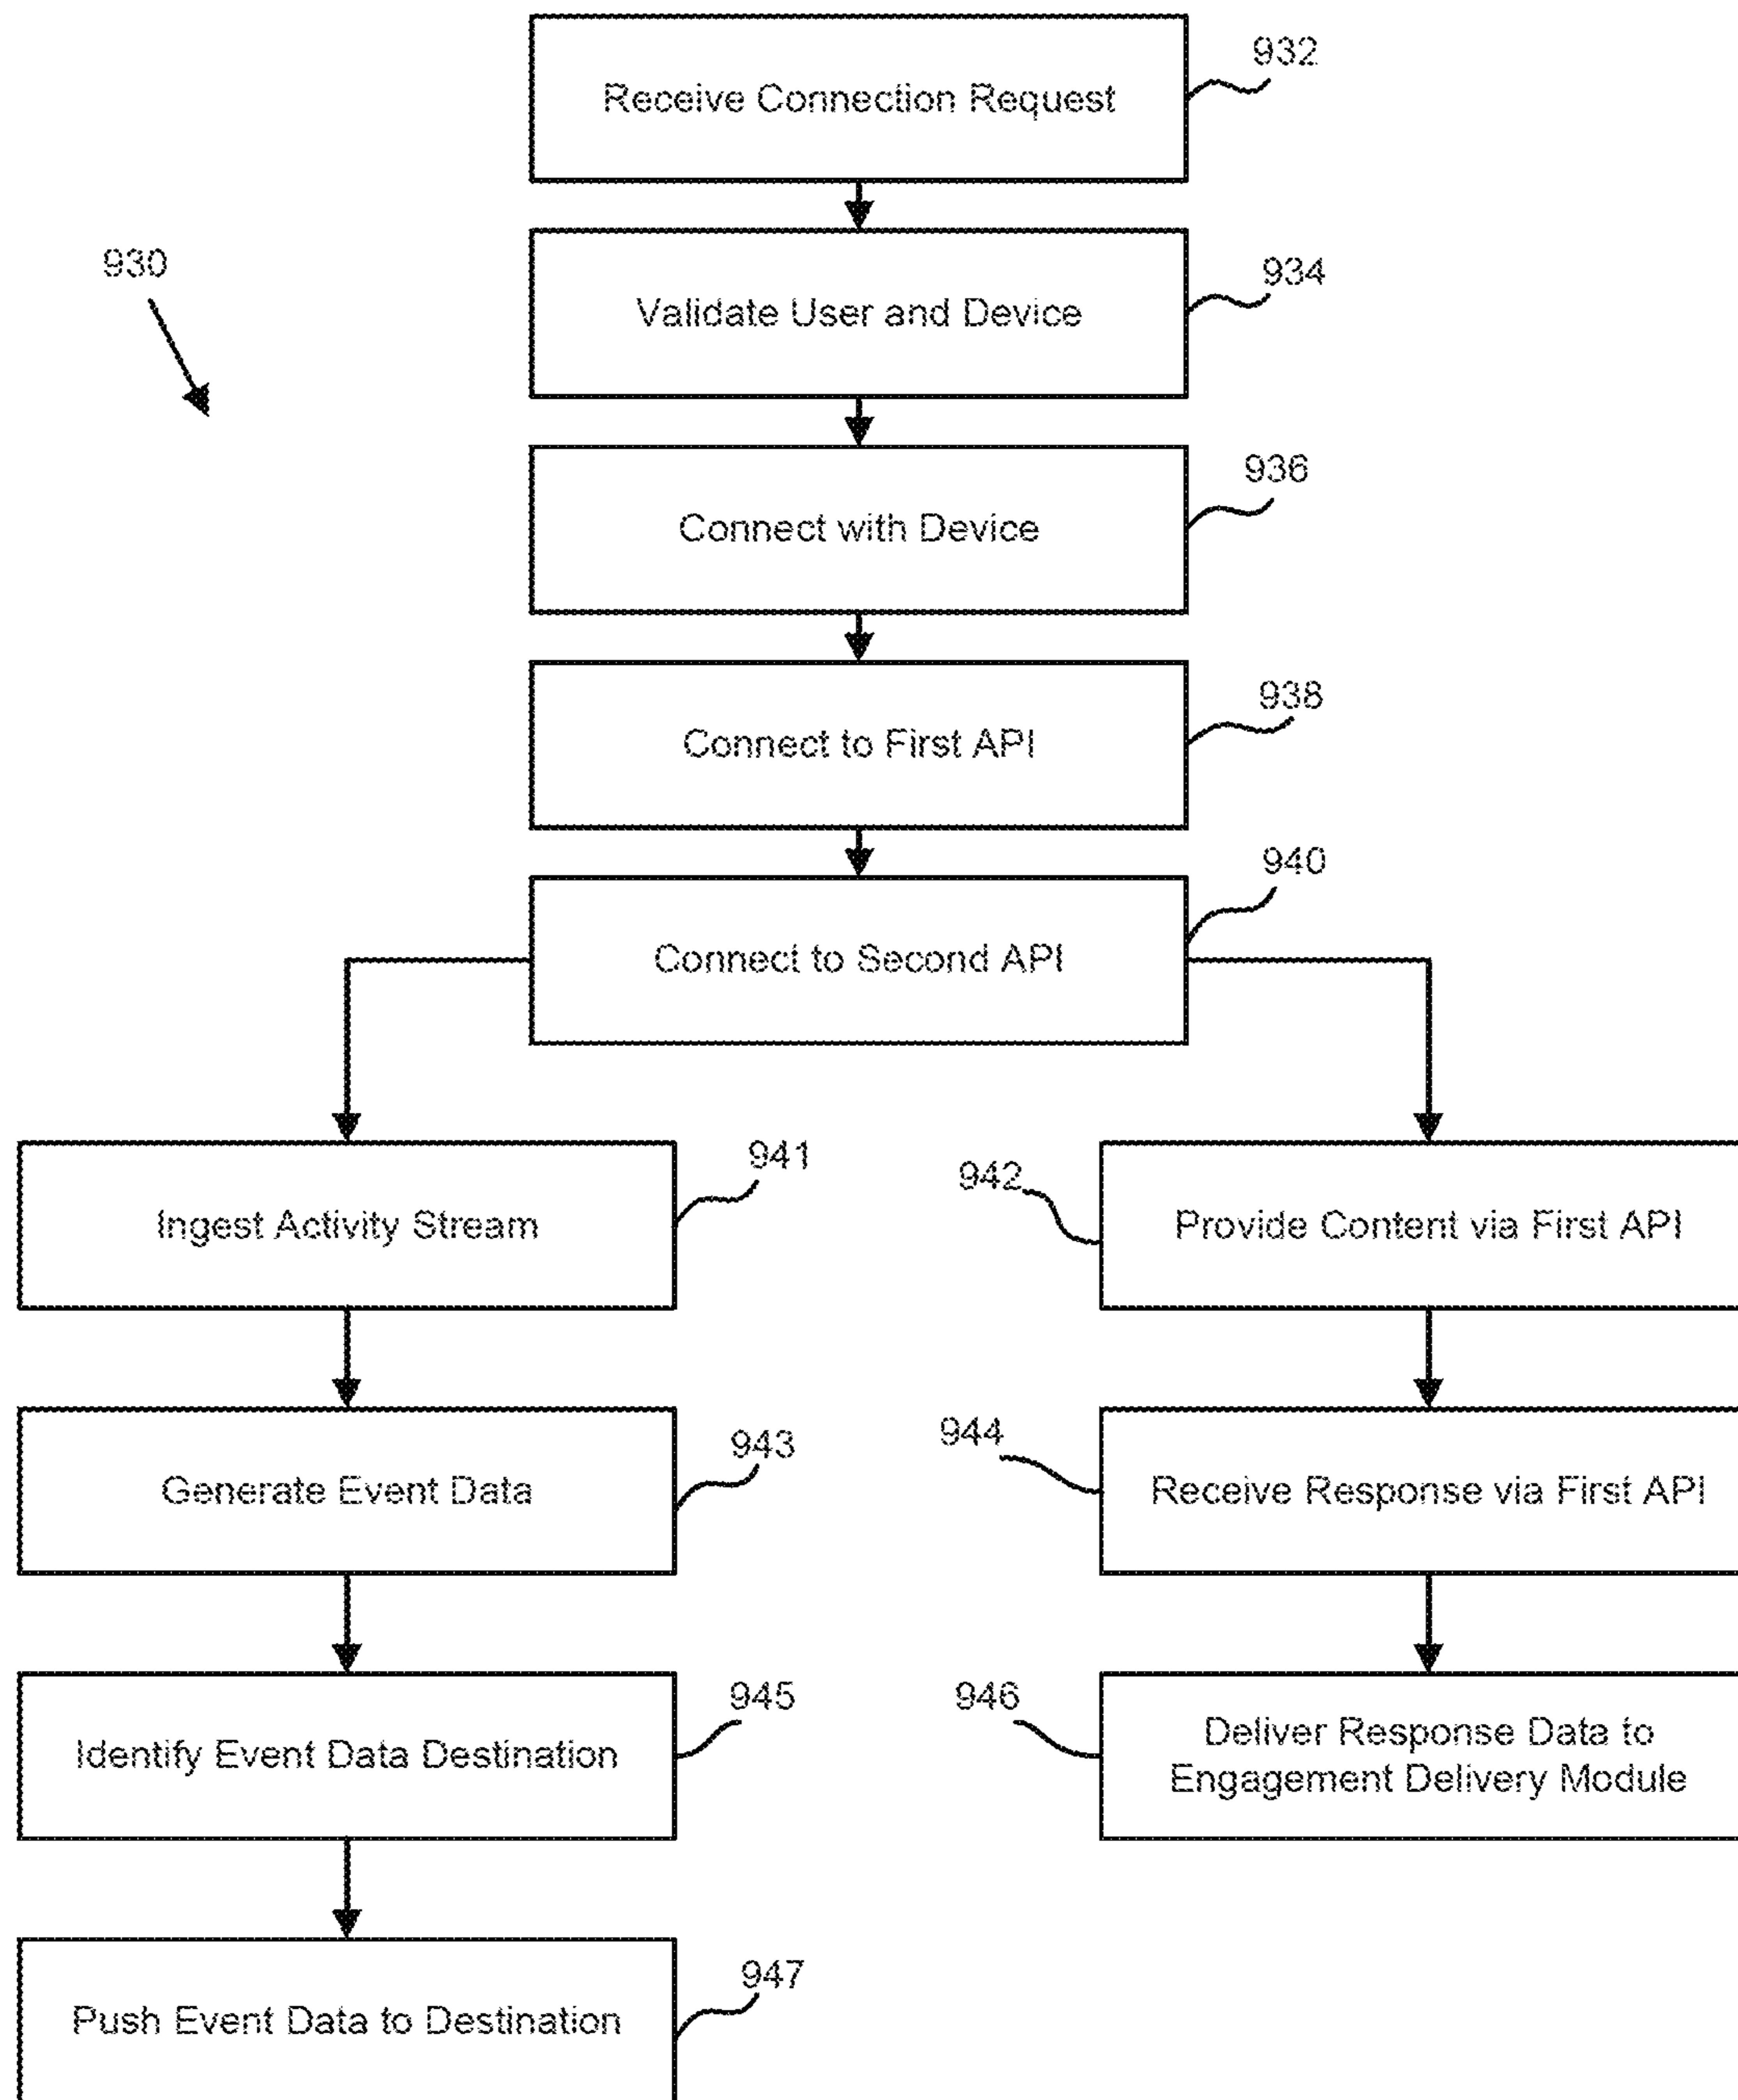 Receive Connection Request
932
930
Validate User and Device
934
Connect with Device
936
Connect to First API
938
Connect to Second API
940
Ingest Activity Stream
941
942
Provide Content via First API
Generate Event Data
943
944
Receive Response via First API
Identify Event Data Destination
945
946
Deliver Response Data to
Engagement Delivery Module
Push Event Data to Destination
947